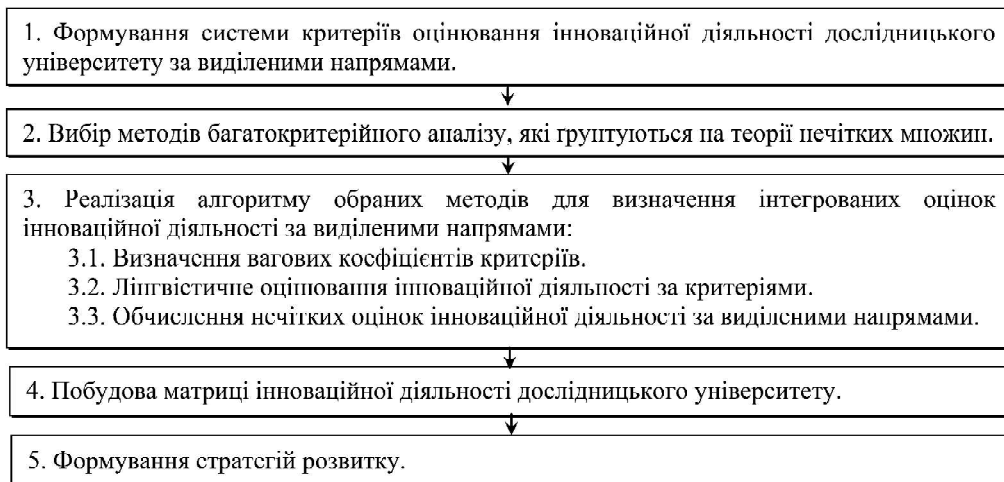 1. Формування системи критеріїв оцінювання інноваційної діяльності дослідницького
університету за виділеними напрямами.
2. Вибір методів багатокритерійного аналізу, які ґрунтуються на теорії нечітких множин.
3. Реалізація алгоритму обраних методів для визначення інтегрованих оцінок
інноваційної діяльності за виділеними напрямами:
3.1. Визначення вагових коефіцієнтів критеріїв.
3.2. Лінгвістичне оцінювання інноваційної діяльності за критеріями.
3.3. Обчислення нечітких оцінок інноваційної діяльності за виділеними напрямами.
4. Побудова матриці інноваційної діяльності дослідницького університету.
5. Формування стратегій розвитку.